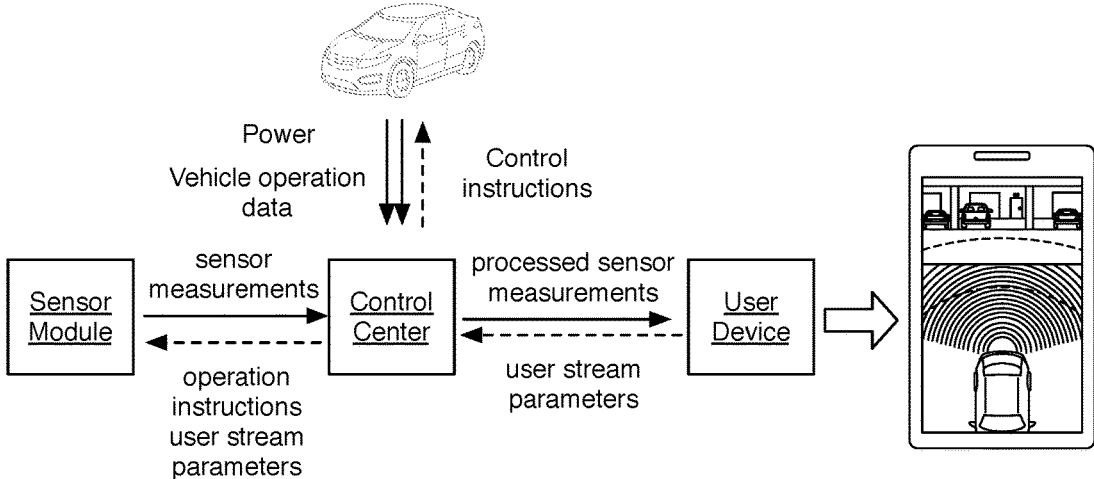 Power
Vehicle operation
data
Control
instructions
Sensor
Module
sensor
measurements
operation
instructions
user stream
parameters
Control
Center
processed sensor
measurements
user stream
parameters
User
Device